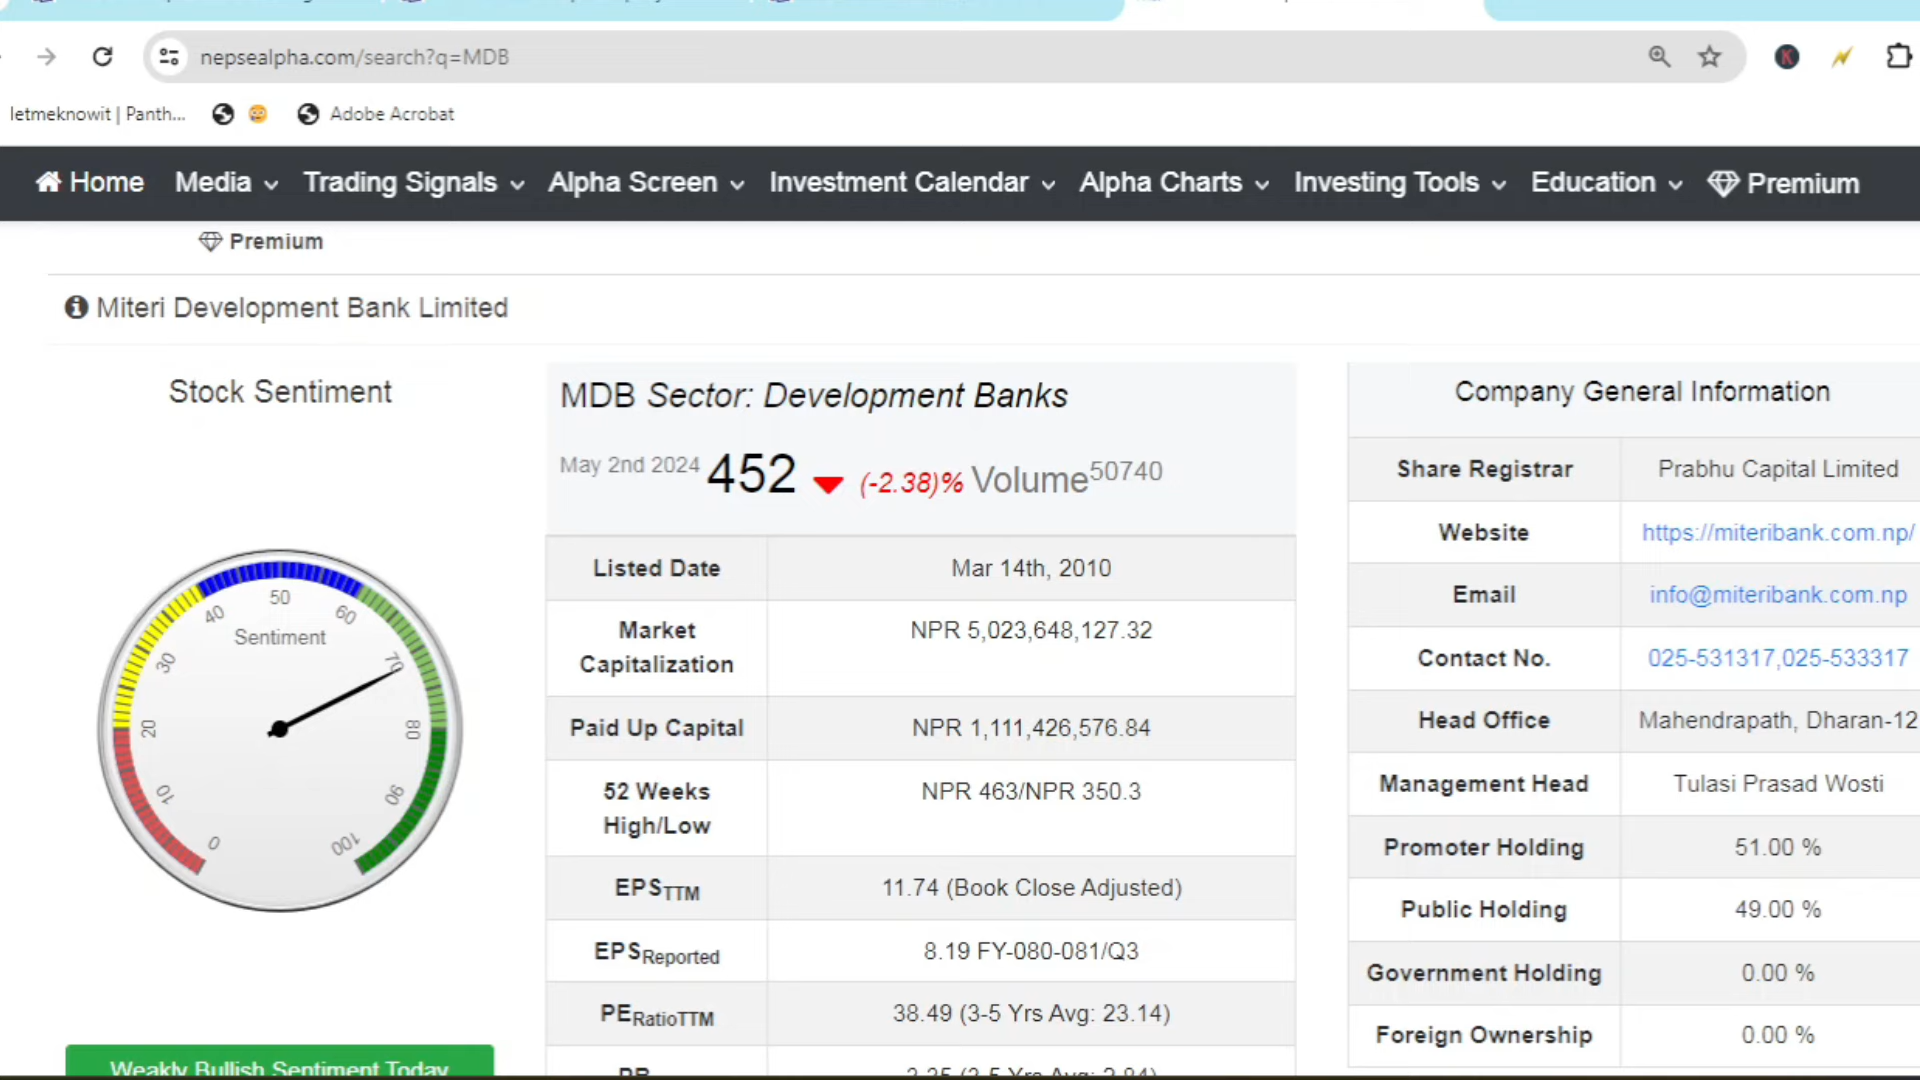 nepsealpha.com/search?q=MDB
letmeknowit | Panth...
Adobe Acrobat
Home Media Trading Signals Alpha Screen Investment Calendar Alpha Charts Investing Tools Education Premium
Premium
Miteri Development Bank Limited
Stock Sentiment
50
40
60
Sentiment
30
70
20
80
10
90
0
100
Weakly Bullish Sentiment Today
MDB Sector: Development Banks
May 2nd 2024 452 (-2.38)% Volume 50740
Listed Date Mar 14th, 2010
Market Capitalization NPR 5,023,648,127.32
Paid Up Capital NPR 1,111,426,576.84
52 Weeks High/Low NPR 463/NPR 350.3
EPSTTM 11.74 (Book Close Adjusted)
EPSReported 8.19 FY-080-081/Q3
PERatioTTM 38.49 (3-5 Yrs Avg: 23.14)
Company General Information
Share Registrar Prabhu Capital Limited
Website https://miteribank.com.np/
Email info@miteribank.com.np
Contact No. 025-531317,025-533317
Head Office Mahendrapath, Dharan-12
Management Head Tulasi Prasad Wosti
Promoter Holding 51.00 %
Public Holding 49.00 %
Government Holding 0.00 %
Foreign Ownership 0.00 %